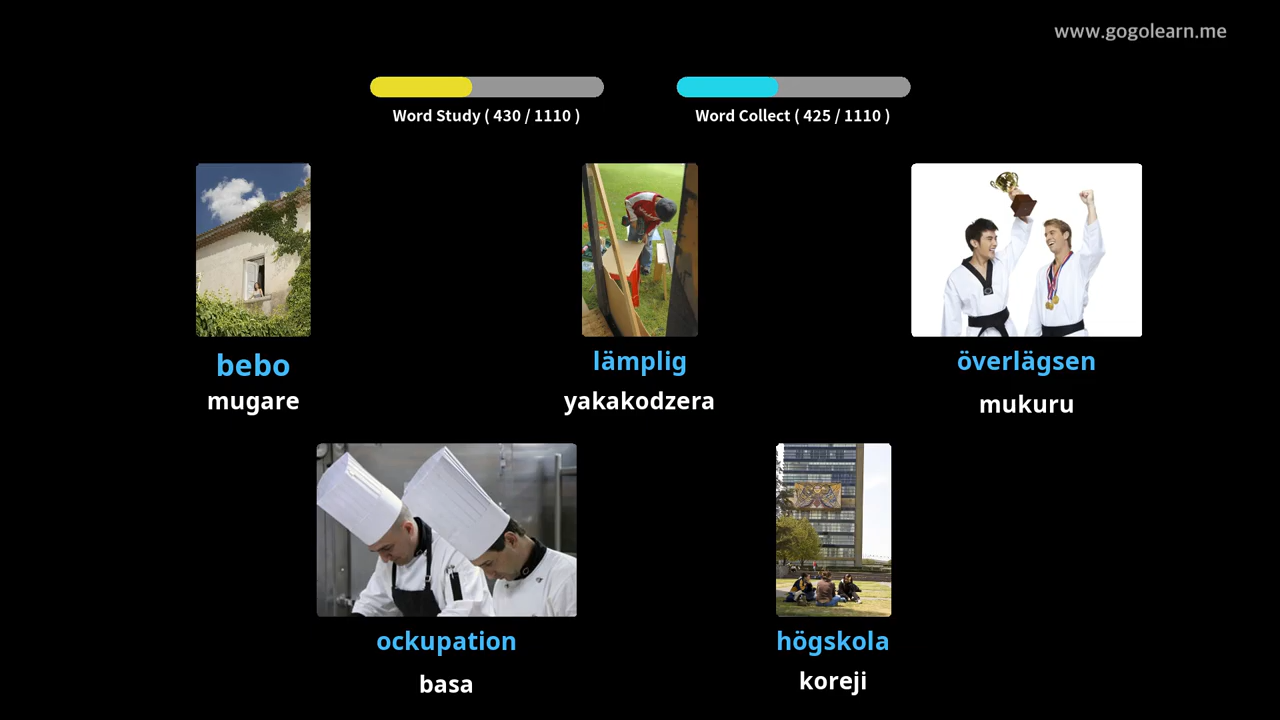 www.gogolearn.me
Word Study ( 430 / 1110 )
Word Collect ( 425 / 1110 )
bebo
mugare
lämplig
yakakodzera
överlägsen
mukuru
ockupation
basa
högskola
koreji